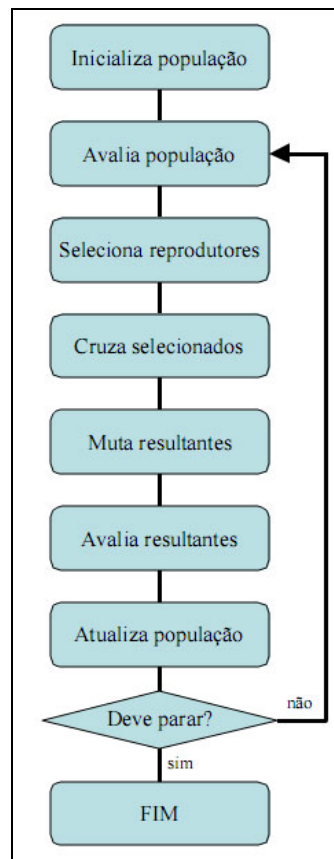 Inicializa população
Avalia população
Seleciona reprodutores
Cruza selecionados
Muta resultantes
Avalia resultantes
Atualiza população
Deve parar?
não
sim
FIM